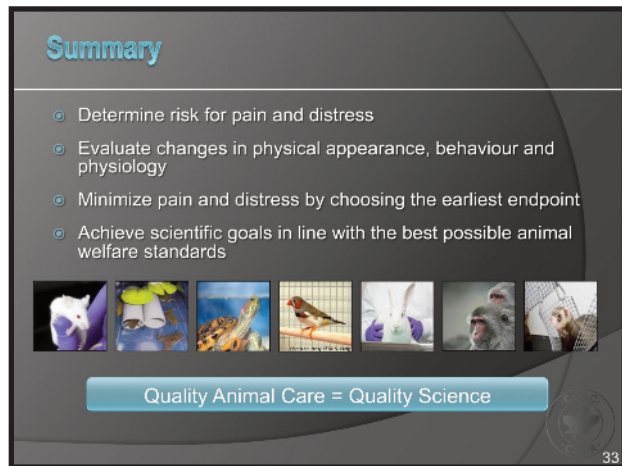 Summary
Determine risk for pain and distress
Evaluate changes in physical appearance, behaviour and
physiology
Minimize pain and distress by choosing the earliest endpoint
Achieve scientific goals in line with the best possible animal
welfare standards
Quality Animal Care = Quality Science
33